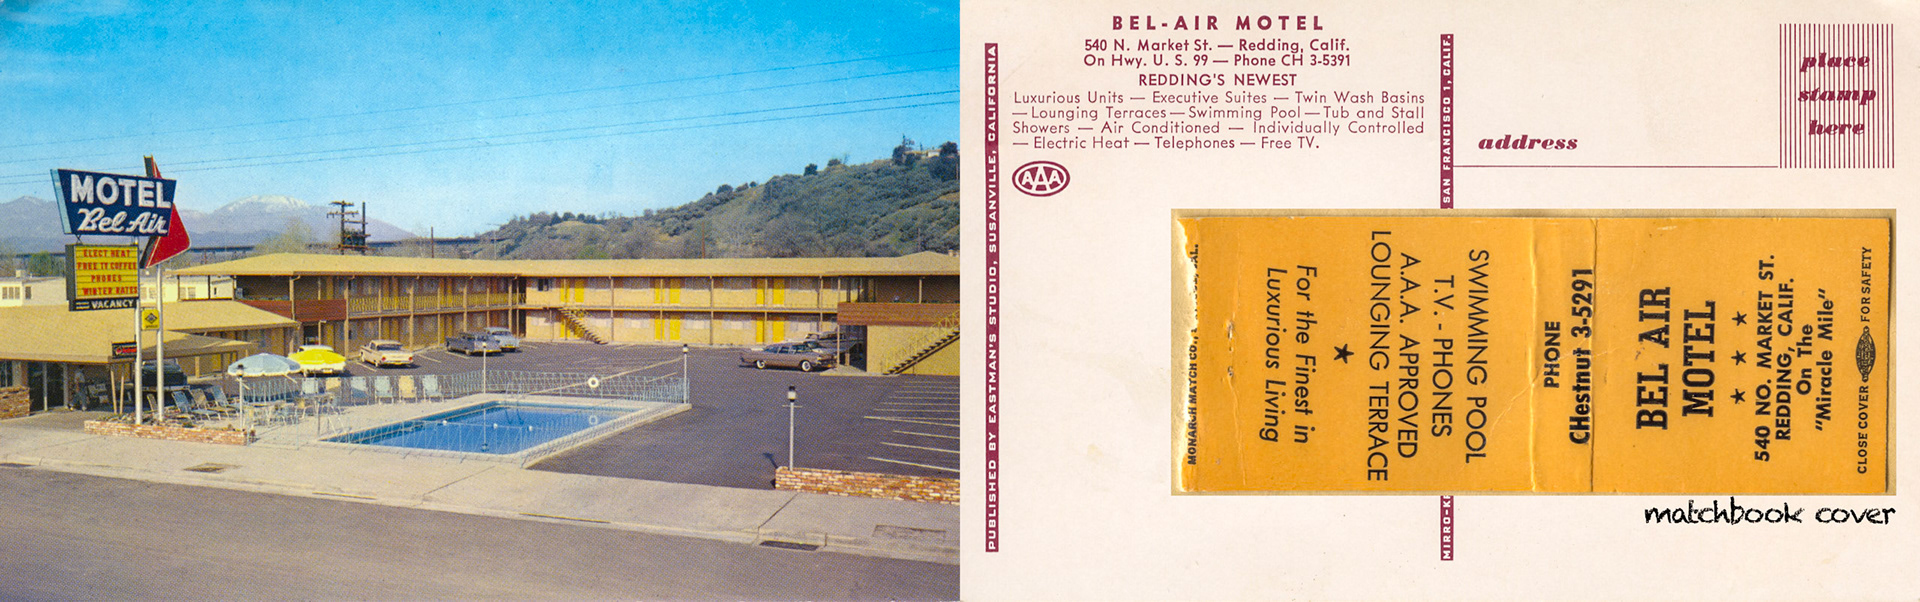 MOTEL
Bel Air
ELECT HEAT
FREE TV COFFEE
PHONES
WINTER RATES
VACANCY
PUBLISHED BY EASTMAN'S STUDIO, SUSANVILLE, CALIFORNIA
BEL-AIR MOTEL
540 N. Market St. — Redding, Calif.
On Hwy. U. S. 99 — Phone CH 3-5391
REDDING'S NEWEST
Luxurious Units — Executive Suites — Twin Wash Basins
— Lounging Terraces — Swimming Pool — Tub and Stall
Showers — Air Conditioned — Individually Controlled
— Electric Heat — Telephones — Free TV.
AAA
SAN FRANCISCO 1, CALIF.
address
place
stamp
here
MONARCH MATCH CO.,
For the Finest in
Luxurious Living
SWIMMING POOL
T.V. - PHONES
A.A.A. APPROVED
LOUNGING TERRACE
PHONE
CHestnut 3-5291
BEL AIR
MOTEL
540 NO. MARKET ST.
REDDING, CALIF.
On The
"Miracle Mile"
CLOSE COVER FOR SAFETY
matchbook cover